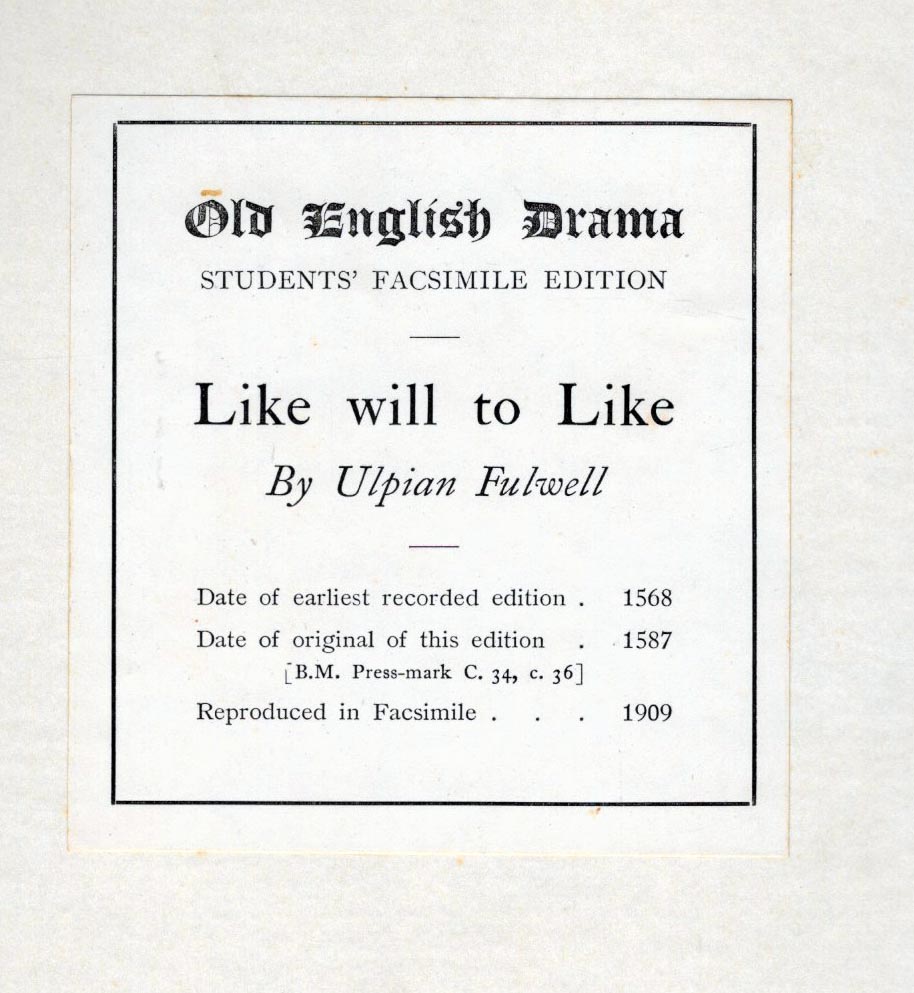 Old English Drama
STUDENTS' FACSIMILE EDITION
Like will to Like
By Ulpian Fulwell
Date of earliest recorded edition . 1568
Date of original of this edition . 1587
[B.M. Press-mark C. 34, c. 36]
Reproduced in Facsimile . . . 1909